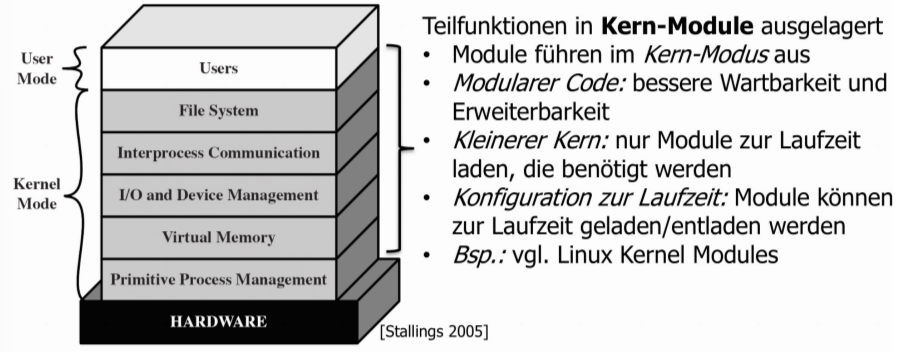 User
Mode
Kernel
Mode
Users
File System
Interprocess Communication
I/O and Device Management
Virtual Memory
Primitive Process Management
HARDWARE
[Stallings 2005]
Teilfunktionen in Kern-Module ausgelagert
• Module führen im Kern-Modus aus
• Modularer Code: bessere Wartbarkeit und
Erweiterbarkeit
• Kleinerer Kern: nur Module zur Laufzeit
laden, die benötigt werden
• Konfiguration zur Laufzeit: Module können
zur Laufzeit geladen/entladen werden
• Bsp.: vgl. Linux Kernel Modules